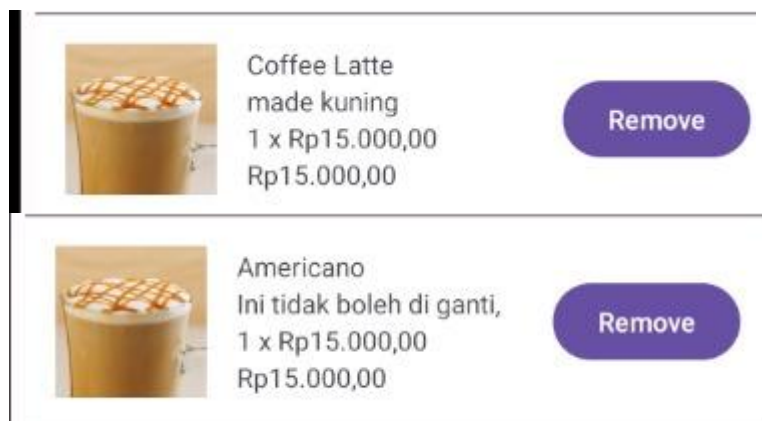 Coffee Latte
made kuning
1 x Rp15.000,00
Rp15.000,00
Remove
Americano
Ini tidak boleh di ganti,
1 x Rp15.000,00
Rp15.000,00
Remove